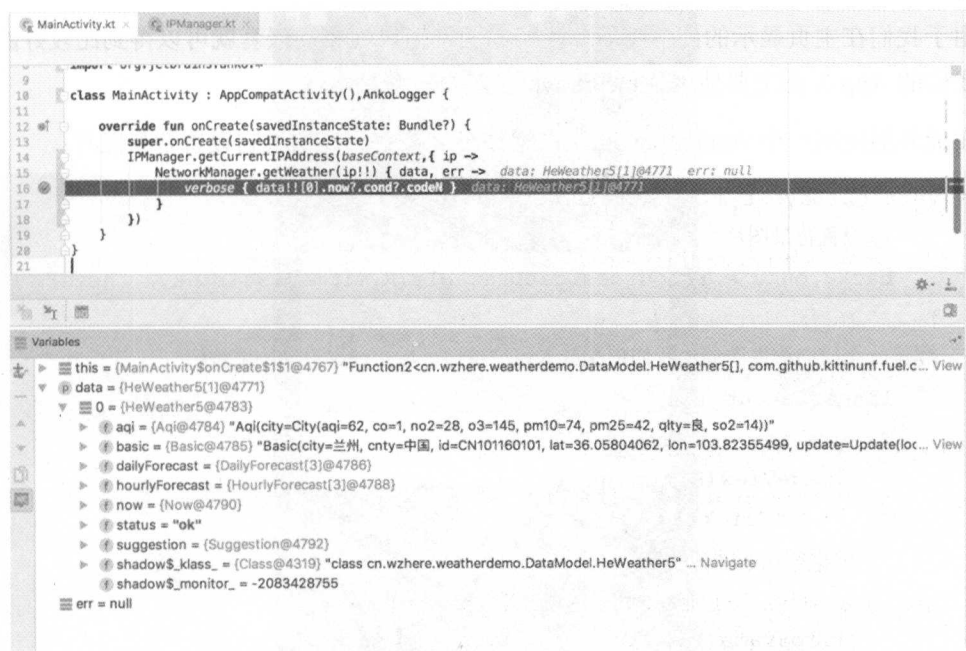 MainActivity.kt × IPManager.kt ×
9
10 class MainActivity : AppCompatActivity(),AnkoLogger {
11
12 override fun onCreate(savedInstanceState: Bundle?) {
13 super.onCreate(savedInstanceState)
14 IPManager.getCurrentIPAddress(baseContext,{ ip ->
15 NetworkManager.getWeather(ip!!) { data, err -> data: HeWeather5[1]@4771 err: null
16 verbose { data!![0].now?.cond?.codeN } data: HeWeather5[1]@4771
17 }
18 })
19 }
20 }
21
Variables
this = {MainActivity$onCreate$1$1@4767} "Function2<cn.wzhere.weatherdemo.DataModel.HeWeather5[], com.github.kittinunf.fuel.c... View
data = {HeWeather5[1]@4771}
0 = {HeWeather5@4783}
aqi = {Aqi@4784} "Aqi(city=City(aqi=62, co=1, no2=28, o3=145, pm10=74, pm25=42, qlty=良, so2=14))"
basic = {Basic@4785} "Basic(city=兰州, cnty=中国, id=CN101160101, lat=36.05804062, lon=103.82355499, update=Update(loc... View
dailyForecast = {DailyForecast[3]@4786}
hourlyForecast = {HourlyForecast[3]@4788}
now = {Now@4790}
status = "ok"
suggestion = {Suggestion@4792}
shadow$_klass_ = {Class@4319} "class cn.wzhere.weatherdemo.DataModel.HeWeather5" ... Navigate
shadow$_monitor_ = -2083428755
err = null